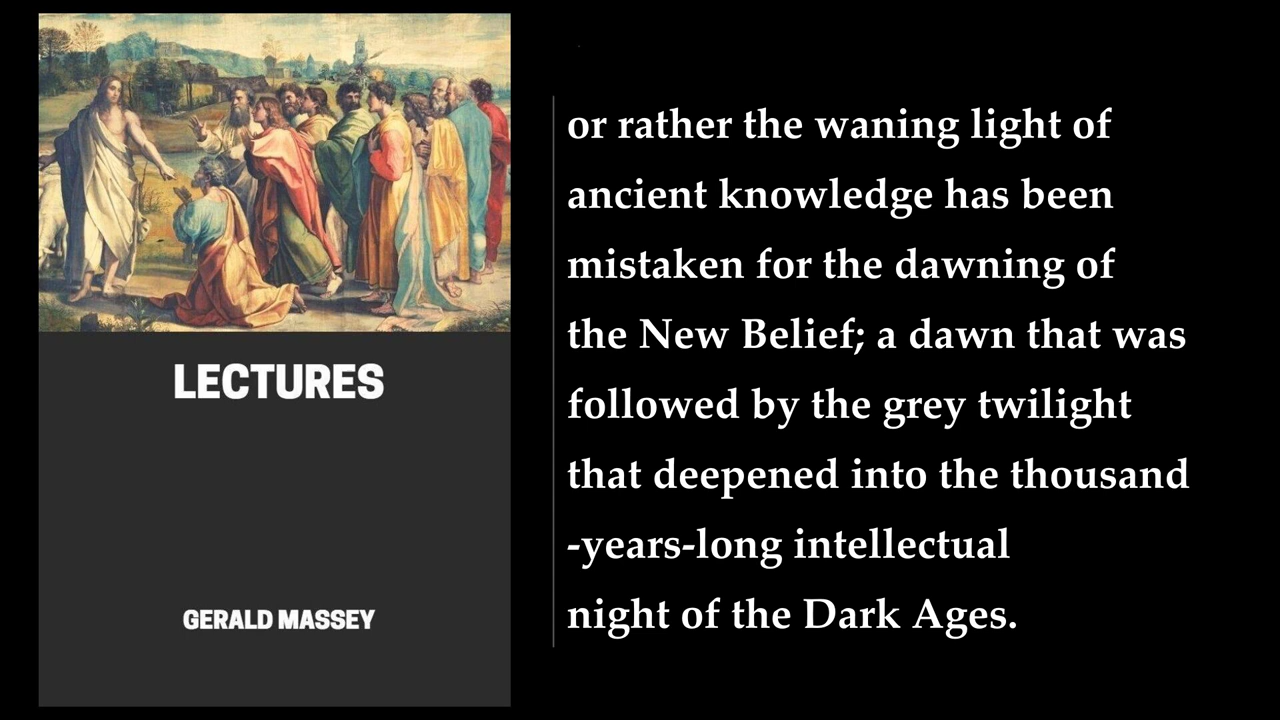 LECTURES
GERALD MASSEY
or rather the waning light of
ancient knowledge has been
mistaken for the dawning of
the New Belief; a dawn that was
followed by the grey twilight
that deepened into the thousand
-years-long intellectual
night of the Dark Ages.